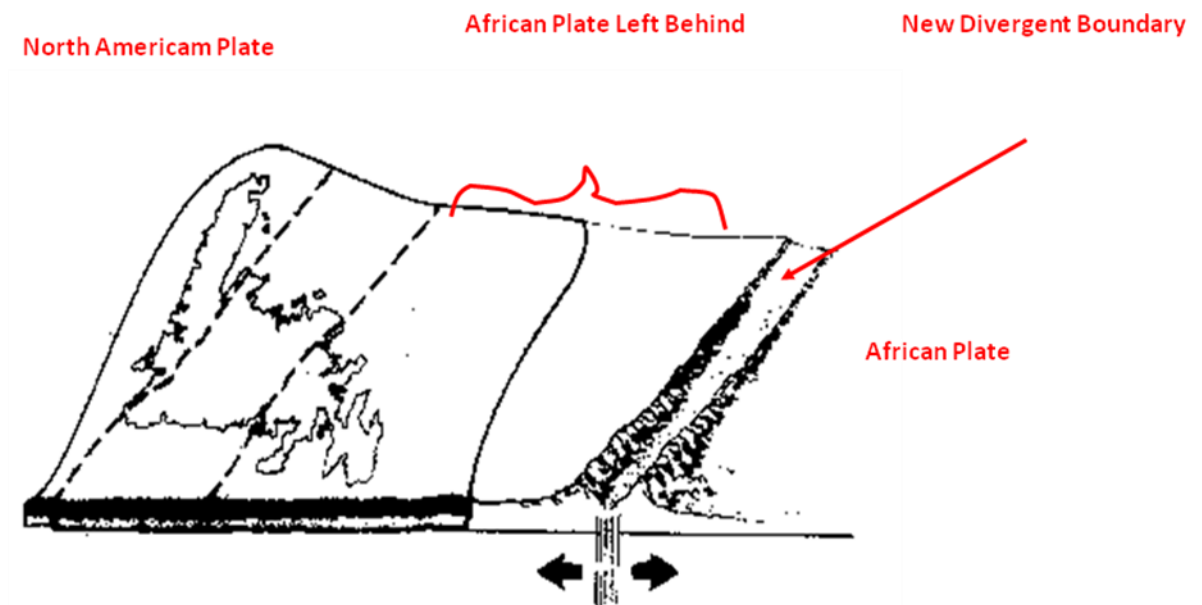 North Americam Plate
African Plate Left Behind
New Divergent Boundary
African Plate